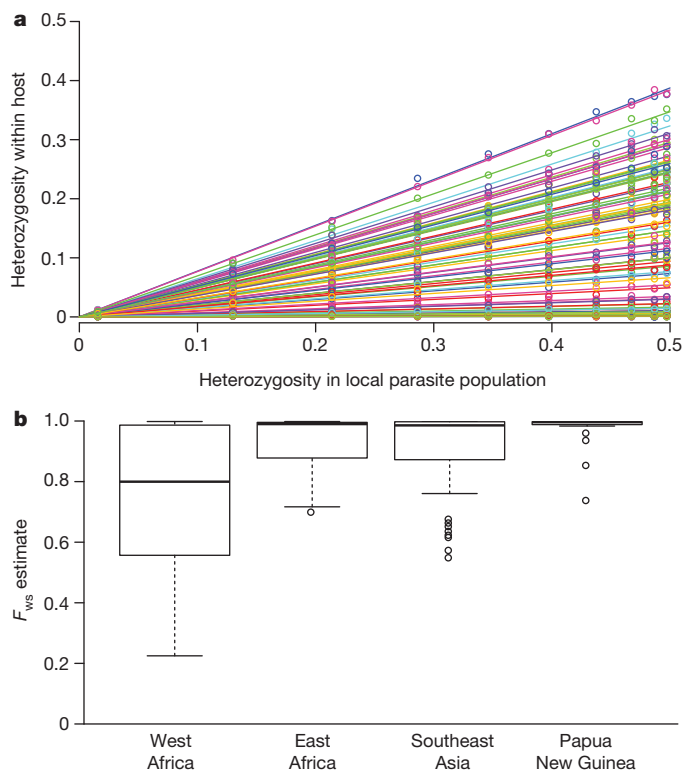 a
0.5
0.4
0.3
0.2
0.1
0
Heterozygosity within host
0 0.1 0.2 0.3 0.4 0.5
Heterozygosity in local parasite population
b
1.0
0.8
0.6
0.4
0.2
0
Fws estimate
West Africa
East Africa
Southeast Asia
Papua New Guinea